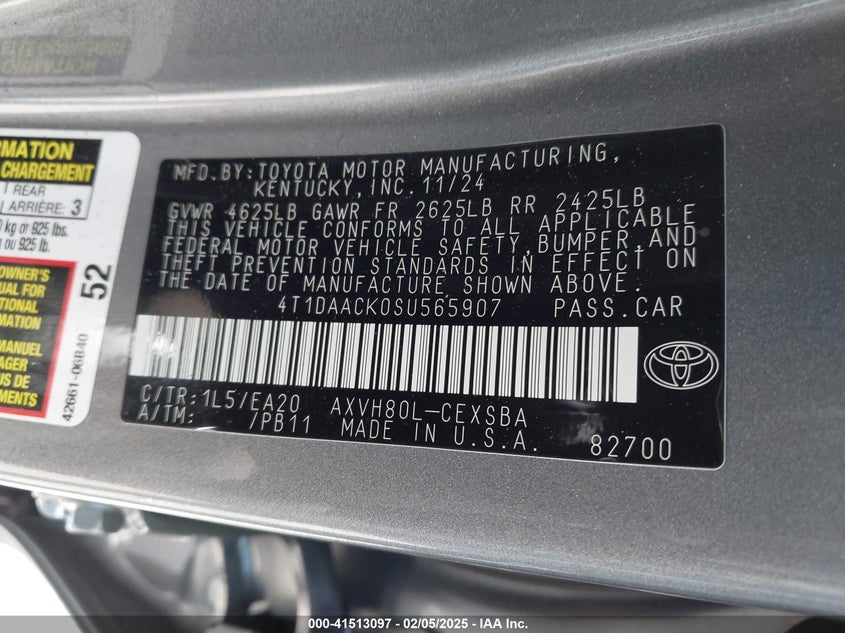 RMATION
CHARGEMENT
REAR
ARRIÈRE: 3
kg or 925 lbs.
ou 925 lb.
OWNER'S
UAL FOR
TIONAL
RMATION
MANUEL
AGER
US DE
MENTS
52
42661-06B40
MFD.BY:TOYOTA MOTOR MANUFACTURING,
KENTUCKY,INC.11/24
GVWR 4625LB GAWR FR 2625LB RR 2425LB
THIS VEHICLE CONFORMS TO ALL APPLICABLE
FEDERAL MOTOR VEHICLE SAFETY,BUMPER,AND
THEFT PREVENTION STANDARDS IN EFFECT ON
THE DATE OF MANUFACTURE SHOWN ABOVE.
4T1DAACK0SU565907 PASS.CAR
C/TR:1L5/EA20 AXVH80L-CEXSBA
A/TM: /PB11 MADE IN U.S.A. 82700
000-41513097 - 02/05/2025 - IAA Inc.